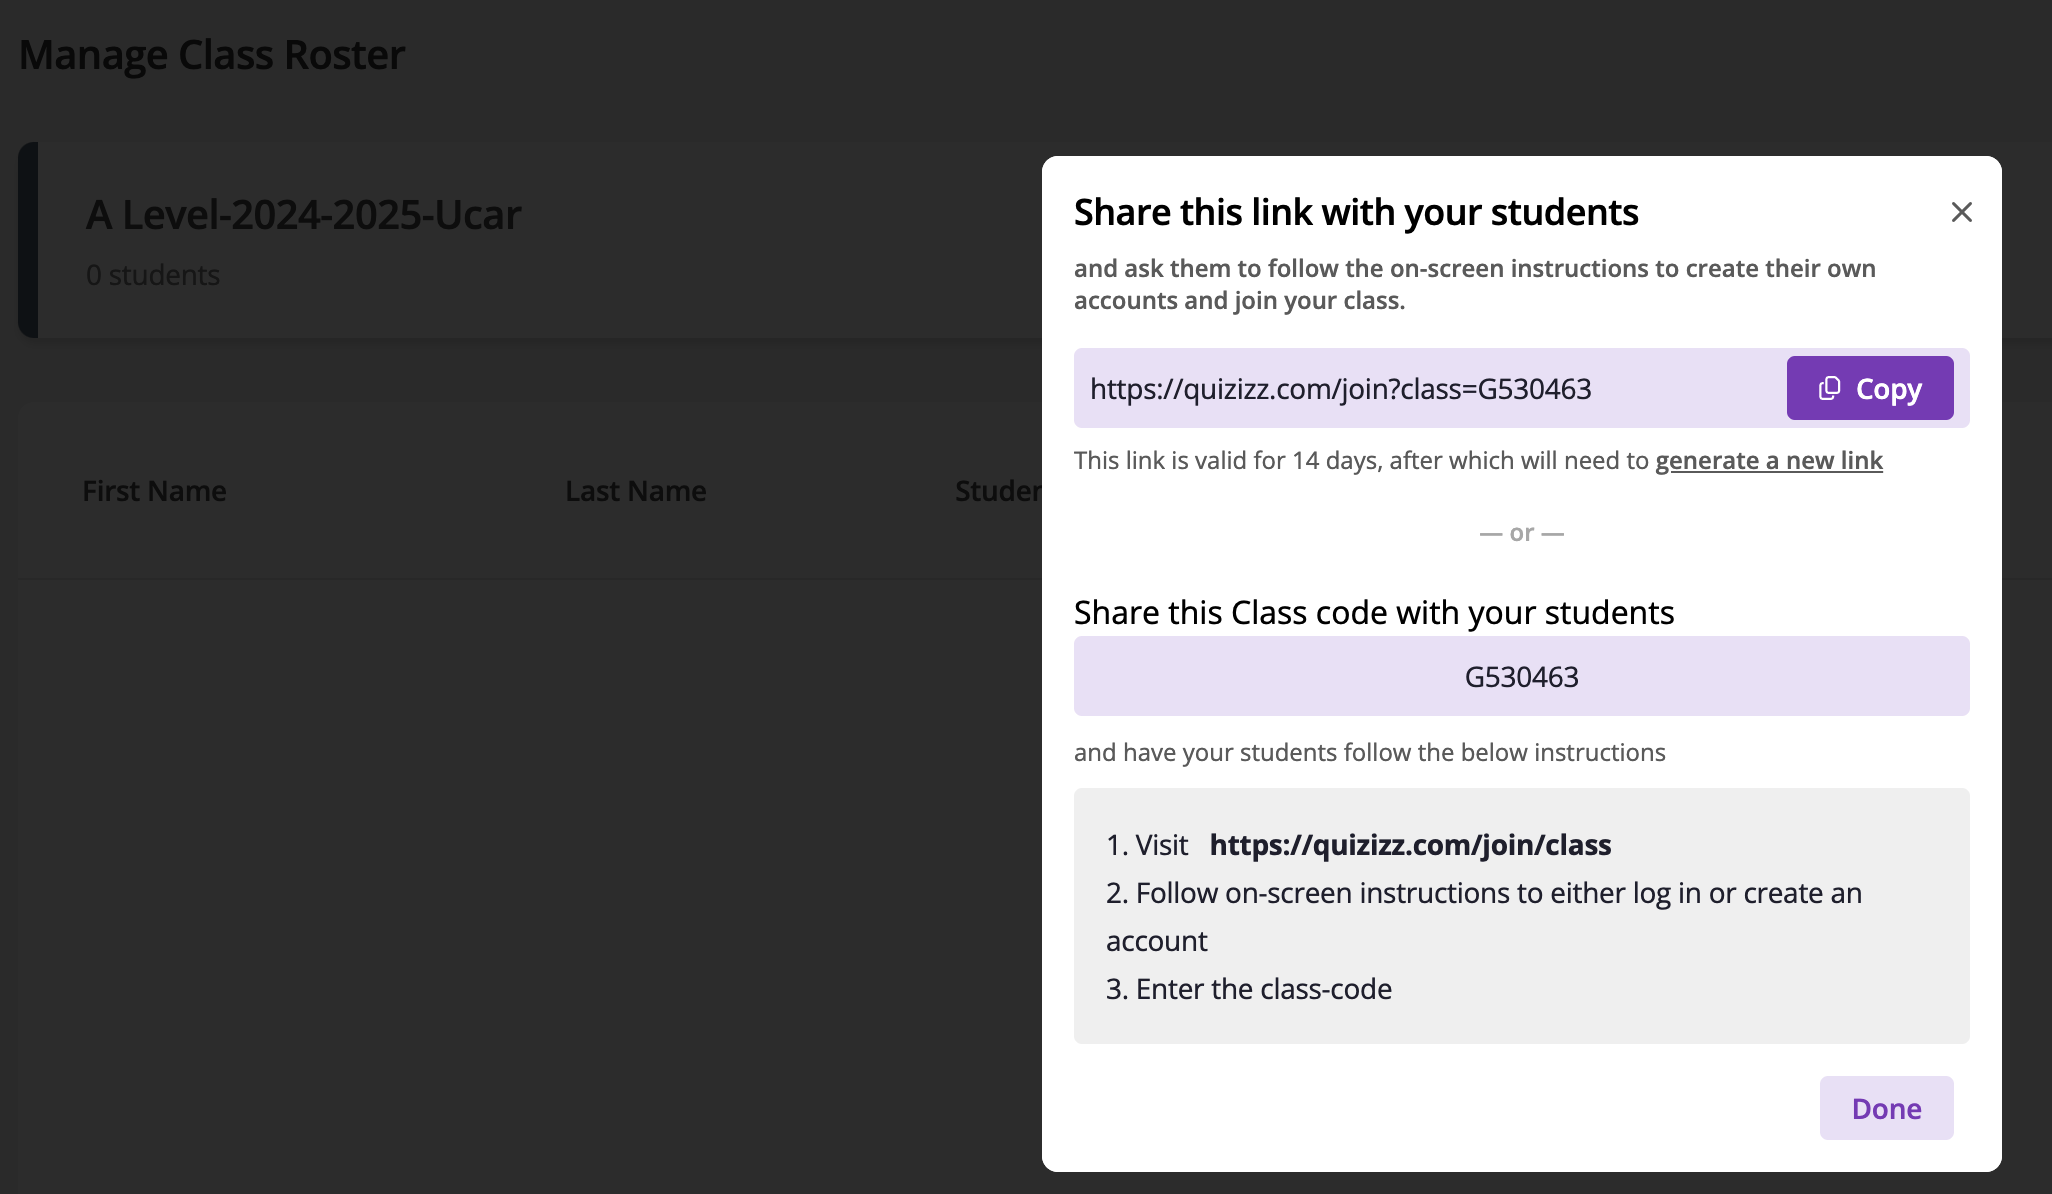 Manage Class Roster
A Level-2024-2025-Ucar
0 students
First Name
Last Name
Share this link with your students
and ask them to follow the on-screen instructions to create their own
accounts and join your class.
https://quizizz.com/join?class=G530463
Copy
This link is valid for 14 days, after which will need to generate a new link
— or —
Share this Class code with your students
G530463
and have your students follow the below instructions
1. Visit https://quizizz.com/join/class
2. Follow on-screen instructions to either log in or create an
account
3. Enter the class-code
Done